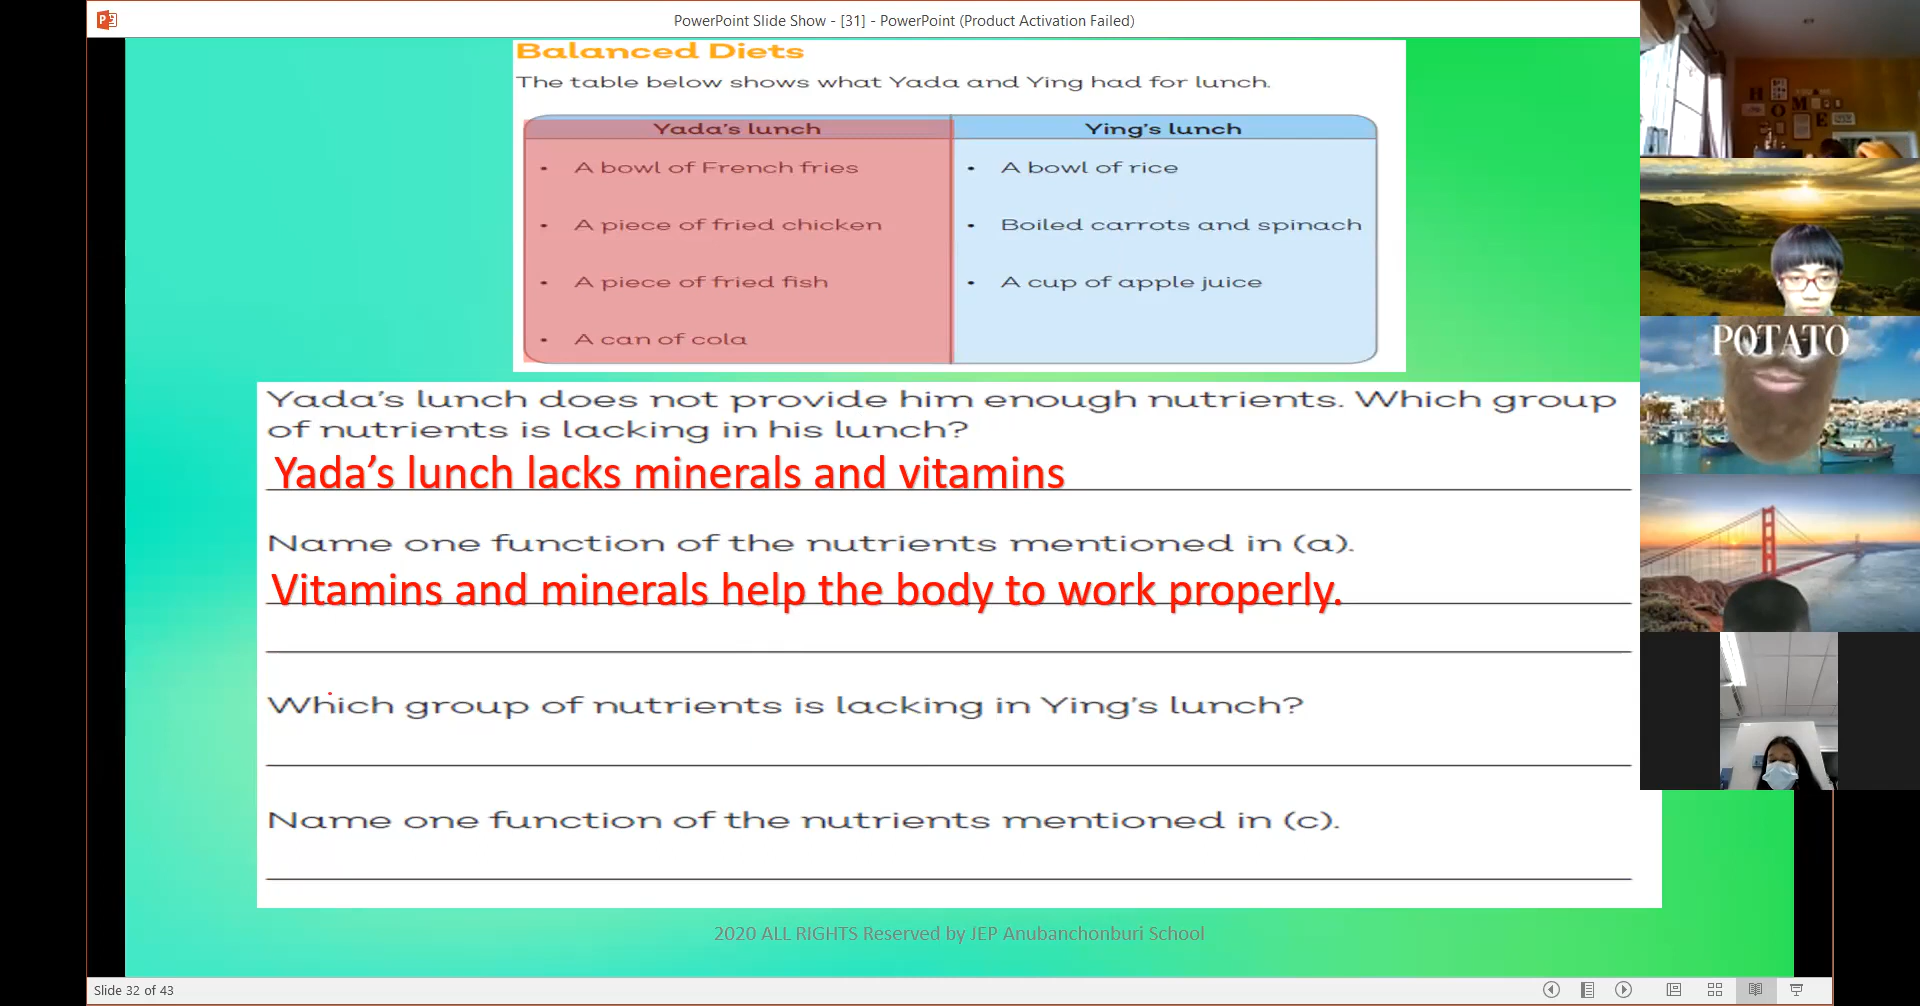 PowerPoint Slide Show - [31] - PowerPoint (Product Activation Failed)
Balanced Diets
The table below shows what Yada and Ying had for lunch.
Yada's lunch
• A bowl of French fries
• A piece of fried chicken
• A piece of fried fish
• A can of cola
Ying's lunch
• A bowl of rice
• Boiled carrots and spinach
• A cup of apple juice
Yada's lunch does not provide him enough nutrients. Which group
of nutrients is lacking in his lunch?
Yada's lunch lacks minerals and vitamins
Name one function of the nutrients mentioned in (a).
Vitamins and minerals help the body to work properly.
Which group of nutrients is lacking in Ying's lunch?
Name one function of the nutrients mentioned in (c).
2020 ALL RIGHTS Reserved by JEP Anubanchonburi School
Slide 32 of 43
HOME
POTATO